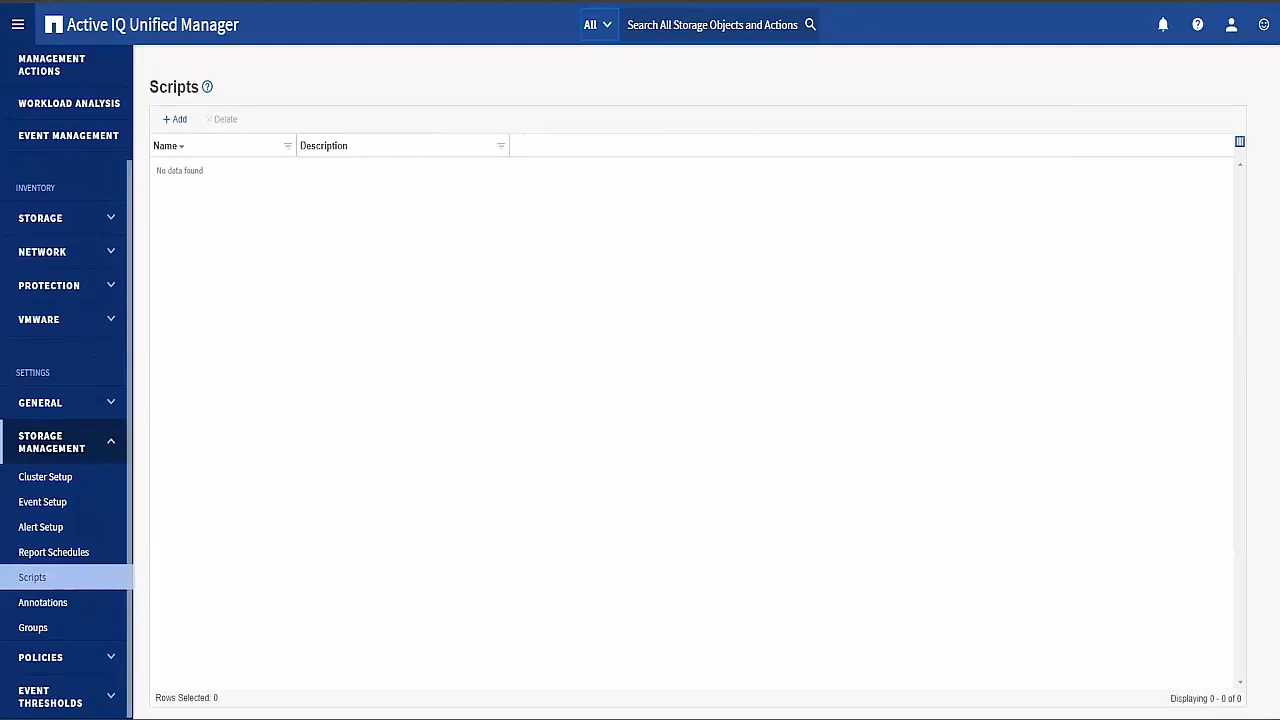 Active IQ Unified Manager
All
Search All Storage Objects and Actions
MANAGEMENT
ACTIONS
WORKLOAD ANALYSIS
EVENT MANAGEMENT
INVENTORY
STORAGE
NETWORK
PROTECTION
VMWARE
SETTINGS
GENERAL
STORAGE
MANAGEMENT
Cluster Setup
Event Setup
Alert Setup
Report Schedules
Scripts
Annotations
Groups
POLICIES
EVENT
THRESHOLDS
Scripts ?
+ Add × Delete
Name Description
No data found
Rows Selected: 0
Displaying 0 - 0 of 0